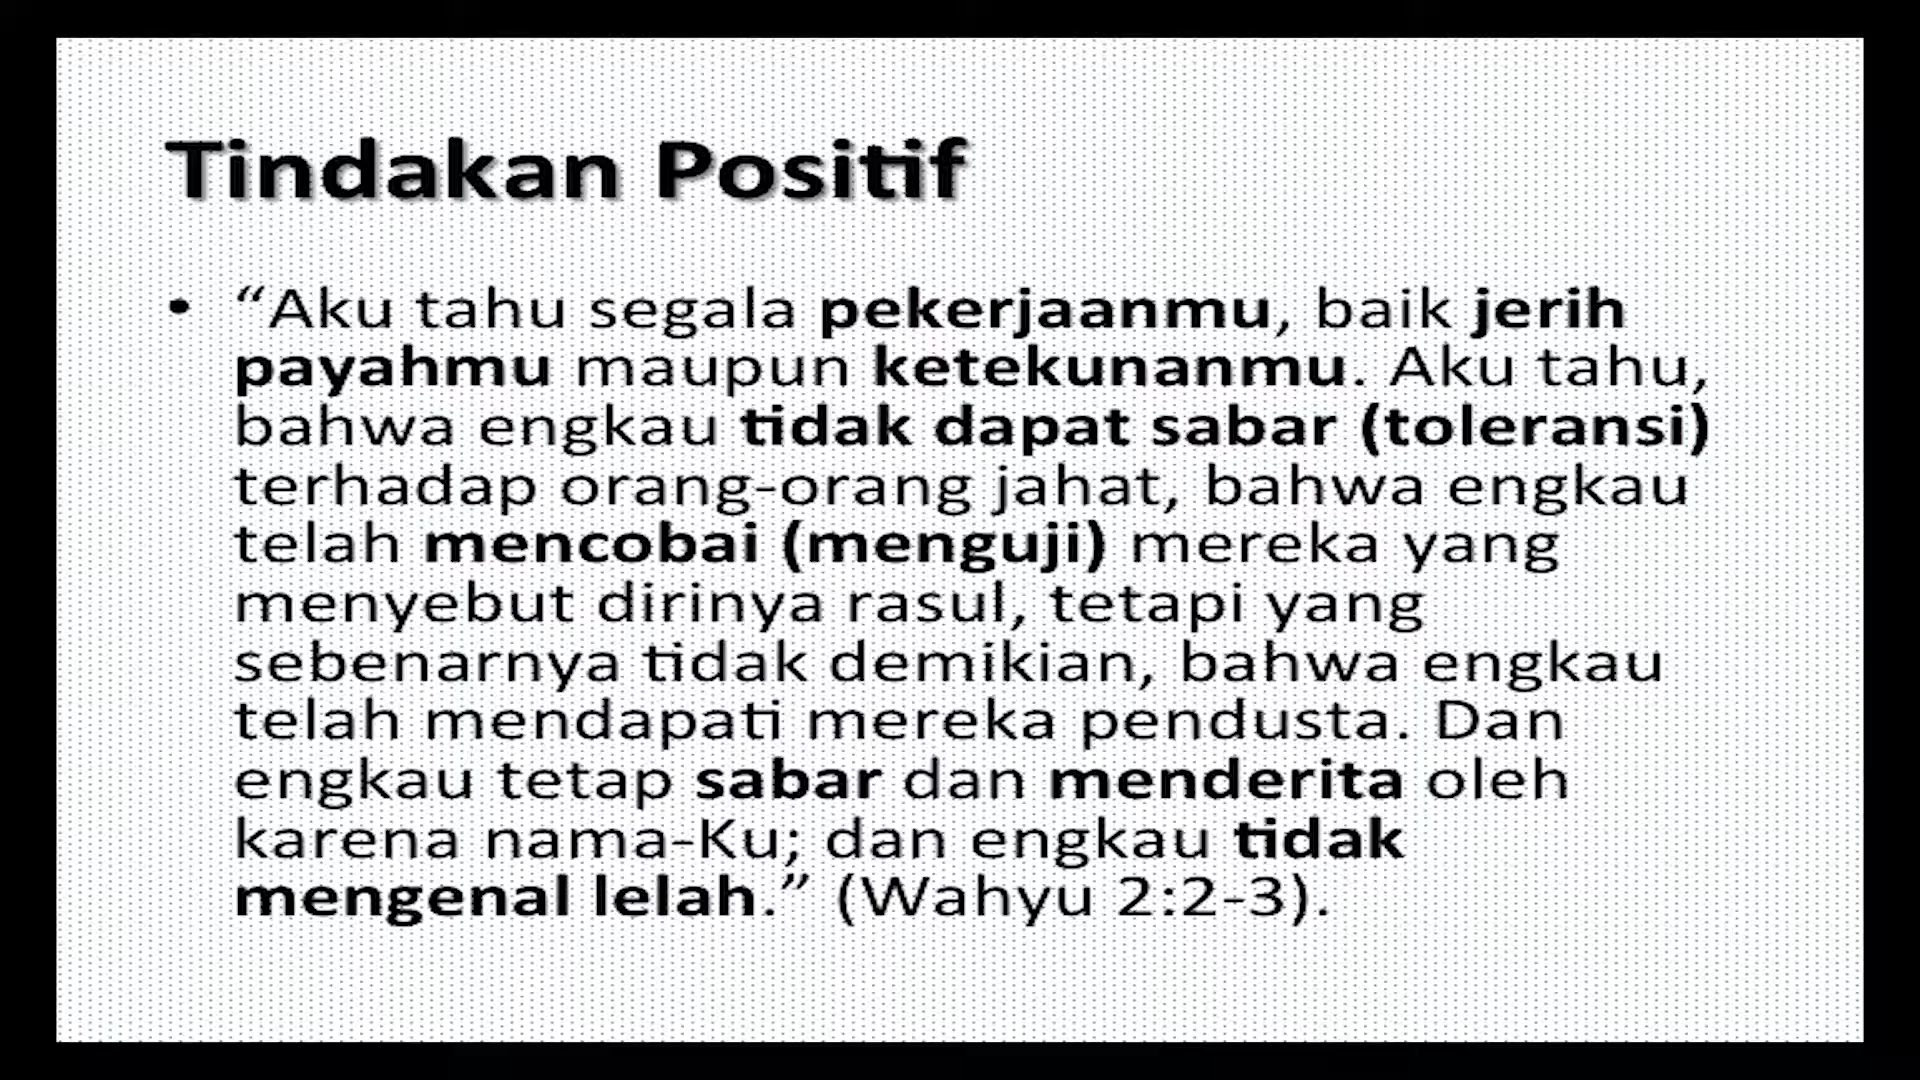 Tindakan Positif
• “Aku tahu segala pekerjaanmu, baik jerih
payahmu maupun ketekunanmu. Aku tahu,
bahwa engkau tidak dapat sabar (toleransi)
terhadap orang-orang jahat, bahwa engkau
telah mencobai (menguji) mereka yang
menyebut dirinya rasul, tetapi yang
sebenarnya tidak demikian, bahwa engkau
telah mendapati mereka pendusta. Dan
engkau tetap sabar dan menderita oleh
karena nama-Ku; dan engkau tidak
mengenal lelah.” (Wahyu 2:2-3).